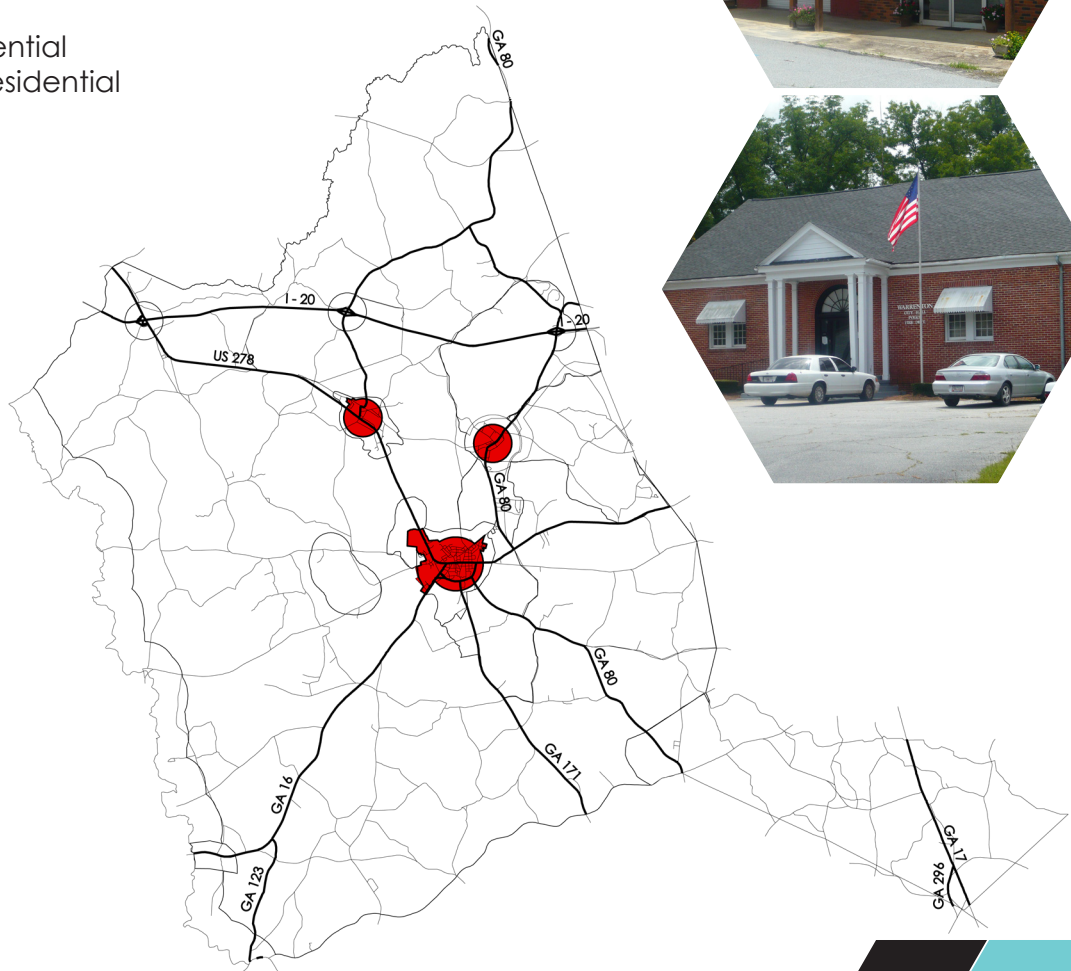 ential
esidential
GA 80
I - 20
I - 20
US 278
GA 80
GA 80
GA 171
GA 16
GA 123
GA 17
GA 296
WARRENTON